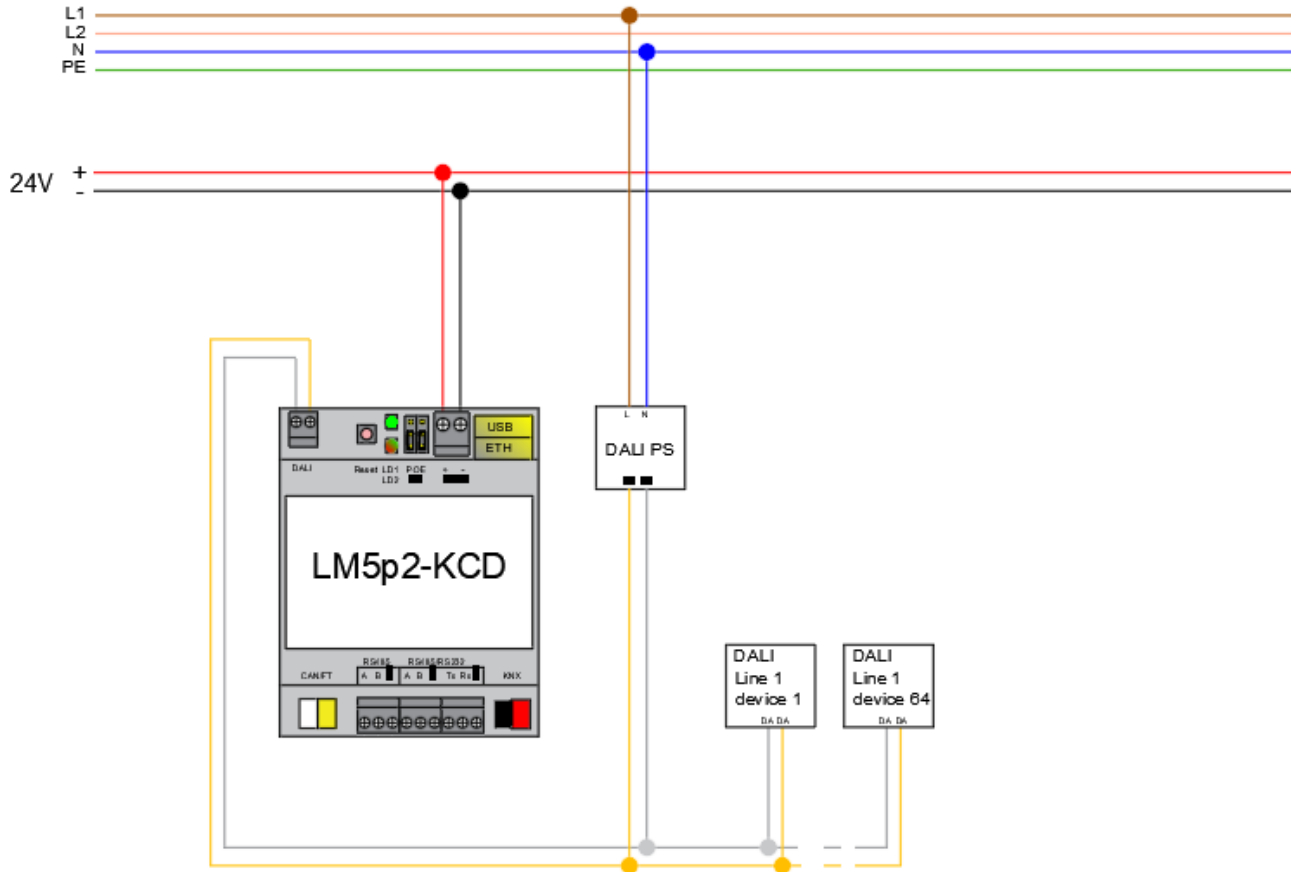 L1
L2
N
PE
24V
+
-
L N
DALI PS
USB
ETH
DALI
Reset LD1 POE + -
LD2
LM5p2-KCD
RS485 RS485/RS232
CAN/FT A B A B Tx Rx KNX
DALI
Line 1
device 1
DA DA
DALI
Line 1
device 64
DA DA